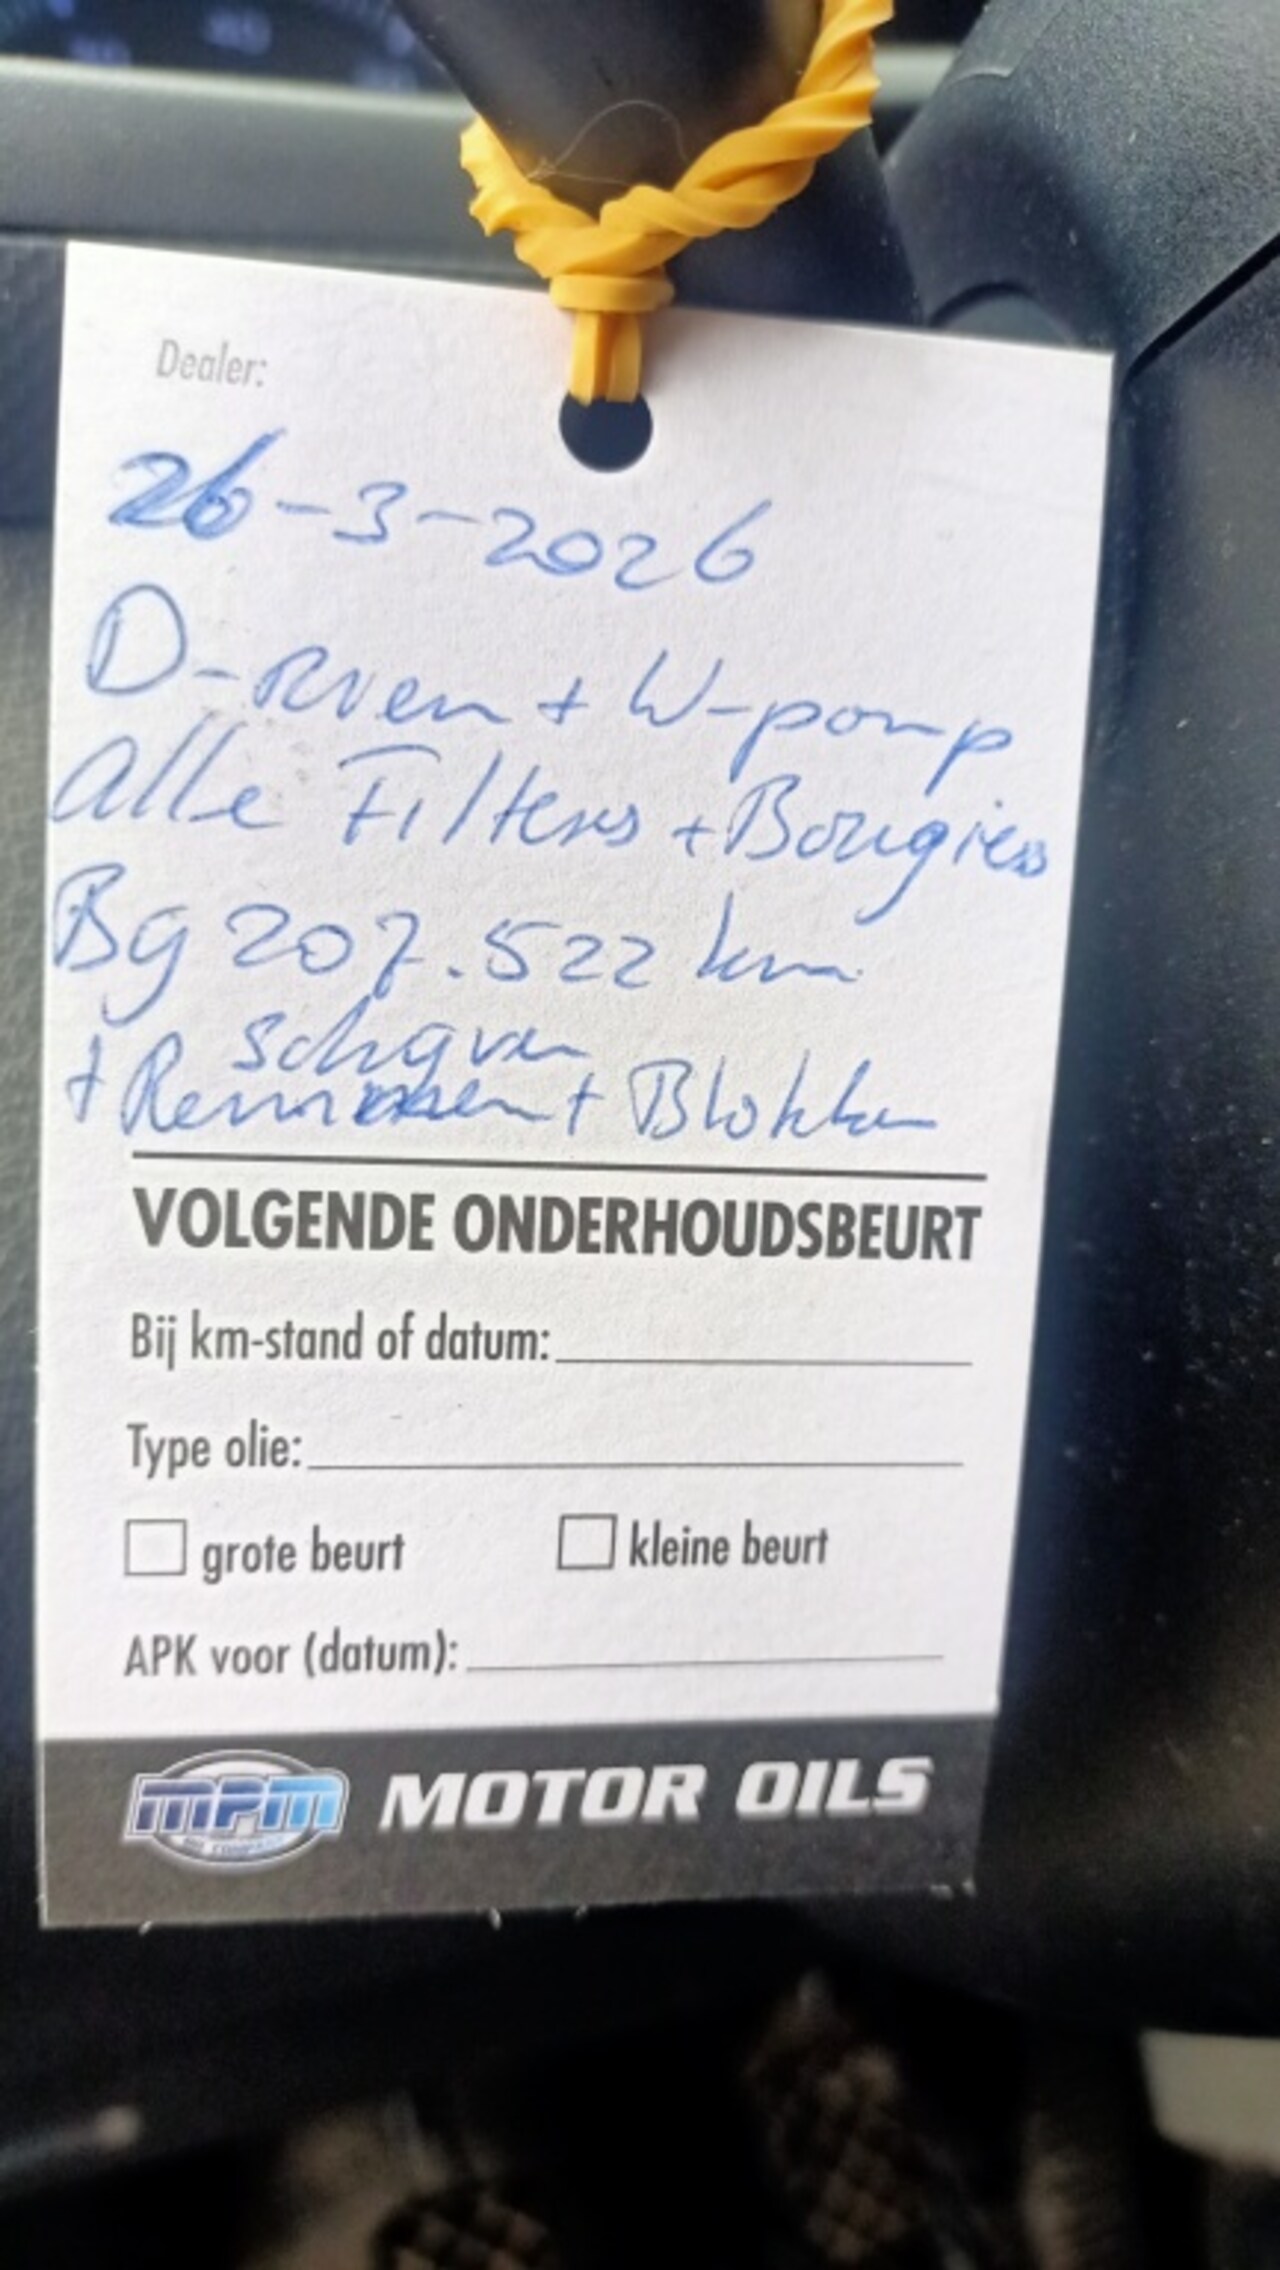 Dealer:
26-3-2026
D-Riem + W-pomp
Alle Filters + Bougies
Bg 207.522 km
schijven
+ Remmen + Blokken
VOLGENDE ONDERHOUDSBEURT
Bij km-stand of datum:
Type olie:
grote beurt kleine beurt
APK voor (datum):
MPM MOTOR OILS